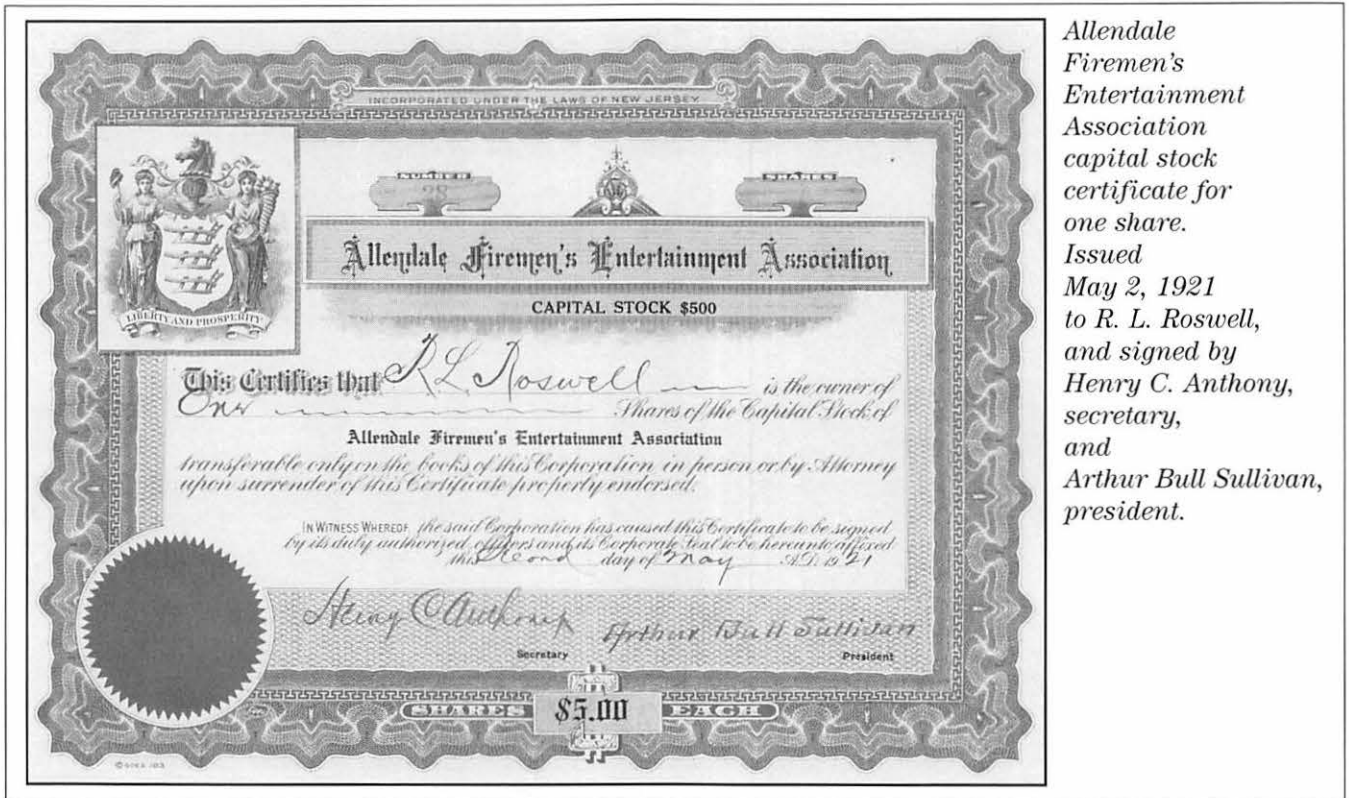 INCORPORATED UNDER THE LAWS OF NEW JERSEY
NUMBER
SHARES
Allendale Firemen's Entertainment Association
CAPITAL STOCK $500
LIBERTY AND PROSPERITY
This Certifies that R L Roswell is the owner of
One Shares of the Capital Stock of
Allendale Firemen's Entertainment Association
transferable only on the books of this Corporation in person or by Attorney
upon surrender of this Certificate properly endorsed.
IN WITNESS WHEREOF the said Corporation has caused this Certificate to be signed
by its duly authorized officers and its Corporate Seal to be hereunto affixed
this Second day of May A.D. 1921
Henry C Anthony Arthur Bull Sullivan
Secretary President
SHARES $5.00 EACH
Allendale
Firemen's
Entertainment
Association
capital stock
certificate for
one share.
Issued
May 2, 1921
to R. L. Roswell,
and signed by
Henry C. Anthony,
secretary,
and
Arthur Bull Sullivan,
president.